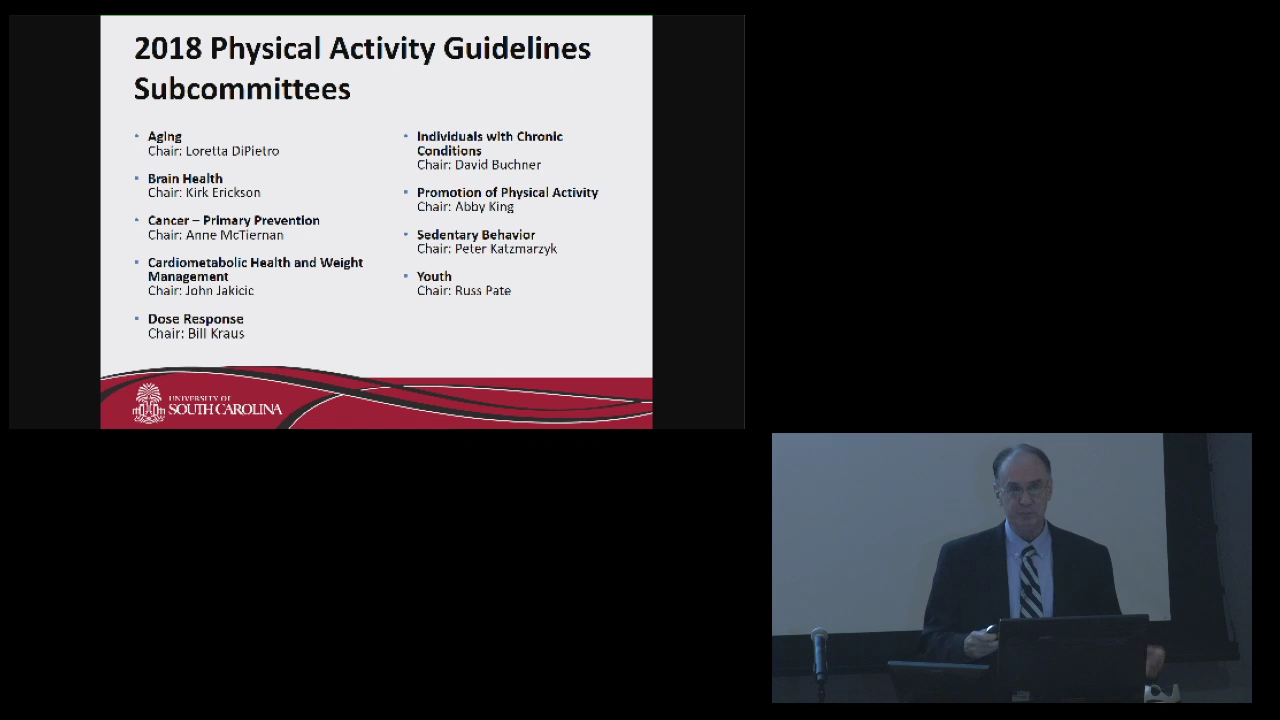 2018 Physical Activity Guidelines
Subcommittees
Aging
Chair: Loretta DiPietro
Brain Health
Chair: Kirk Erickson
Cancer – Primary Prevention
Chair: Anne McTiernan
Cardiometabolic Health and Weight
Management
Chair: John Jakicic
Dose Response
Chair: Bill Kraus
Individuals with Chronic
Conditions
Chair: David Buchner
Promotion of Physical Activity
Chair: Abby King
Sedentary Behavior
Chair: Peter Katzmarzyk
Youth
Chair: Russ Pate
UNIVERSITY OF
SOUTH CAROLINA